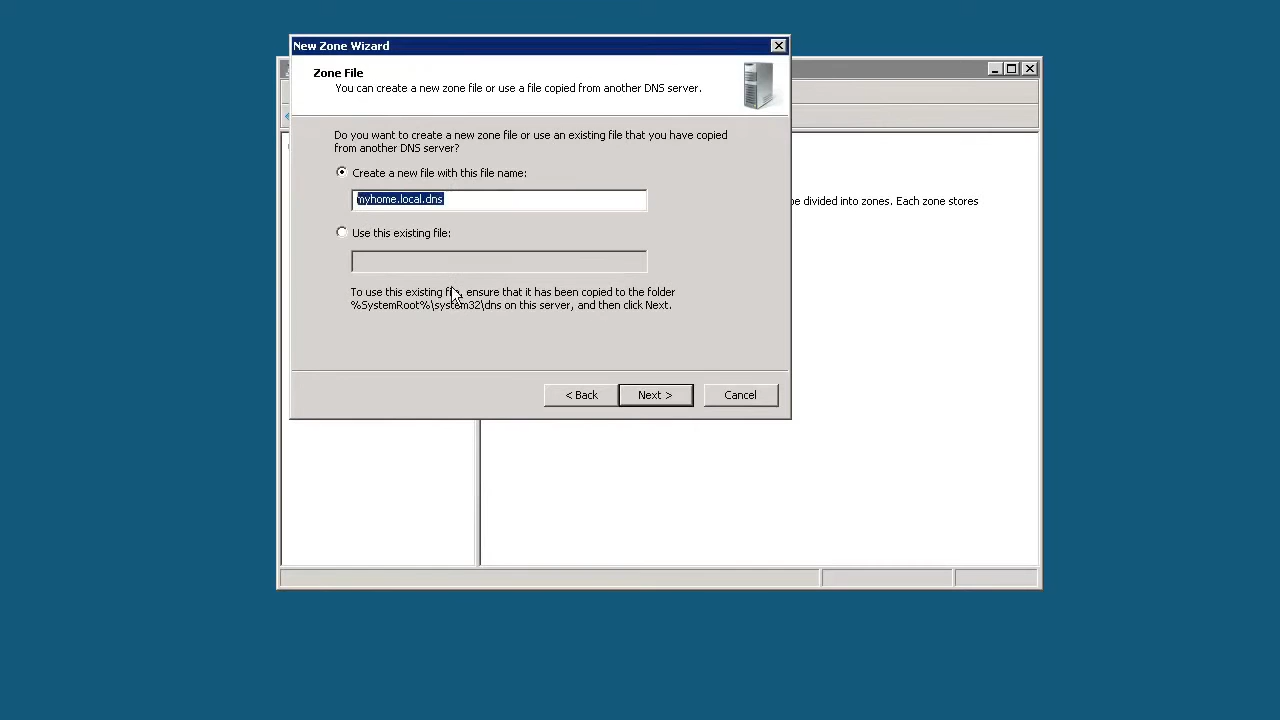 New Zone Wizard
Zone File
You can create a new zone file or use a file copied from another DNS server.
Do you want to create a new zone file or use an existing file that you have copied
from another DNS server?
Create a new file with this file name:
myhome.local.dns
be divided into zones. Each zone stores
Use this existing file:
To use this existing file, ensure that it has been copied to the folder
%SystemRoot%\system32\dns on this server, and then click Next.
< Back
Next >
Cancel